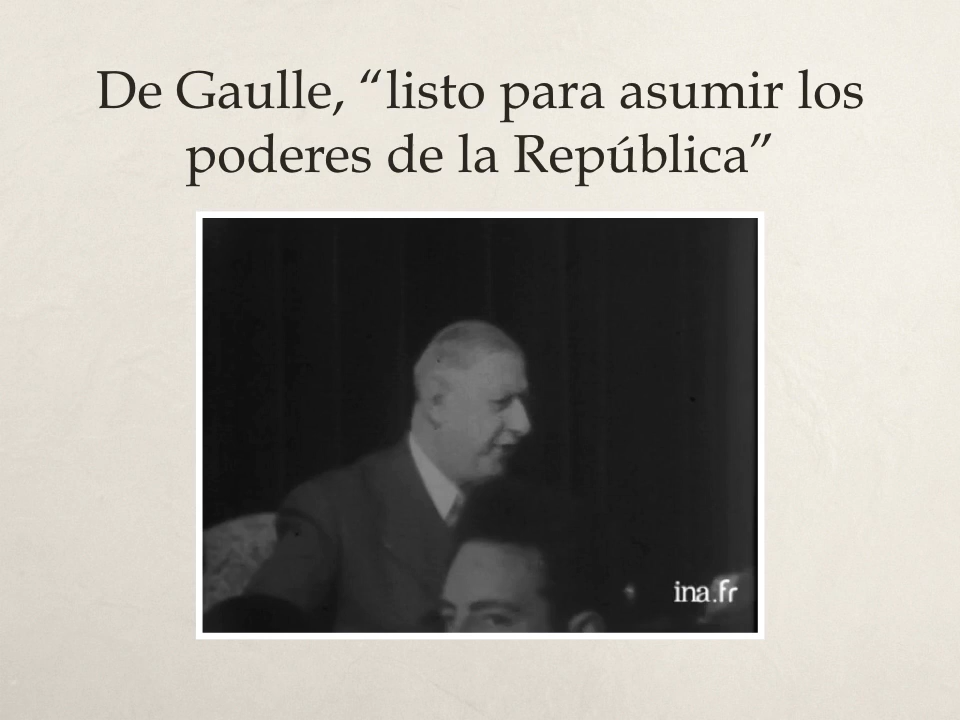 De Gaulle, “listo para asumir los
poderes de la República”
ina.fr